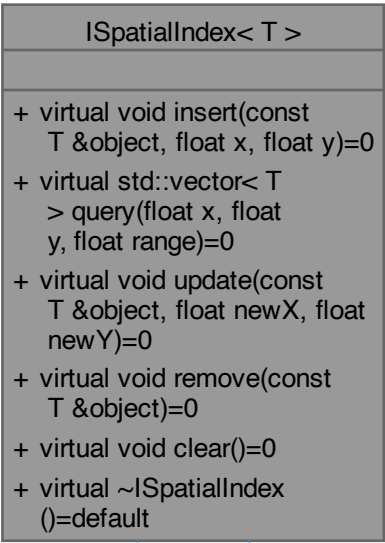 ISpatialIndex< T >
+ virtual void insert(const
T &object, float x, float y)=0
+ virtual std::vector< T
> query(float x, float
y, float range)=0
+ virtual void update(const
T &object, float newX, float
newY)=0
+ virtual void remove(const
T &object)=0
+ virtual void clear()=0
+ virtual ~ISpatialIndex
()=default